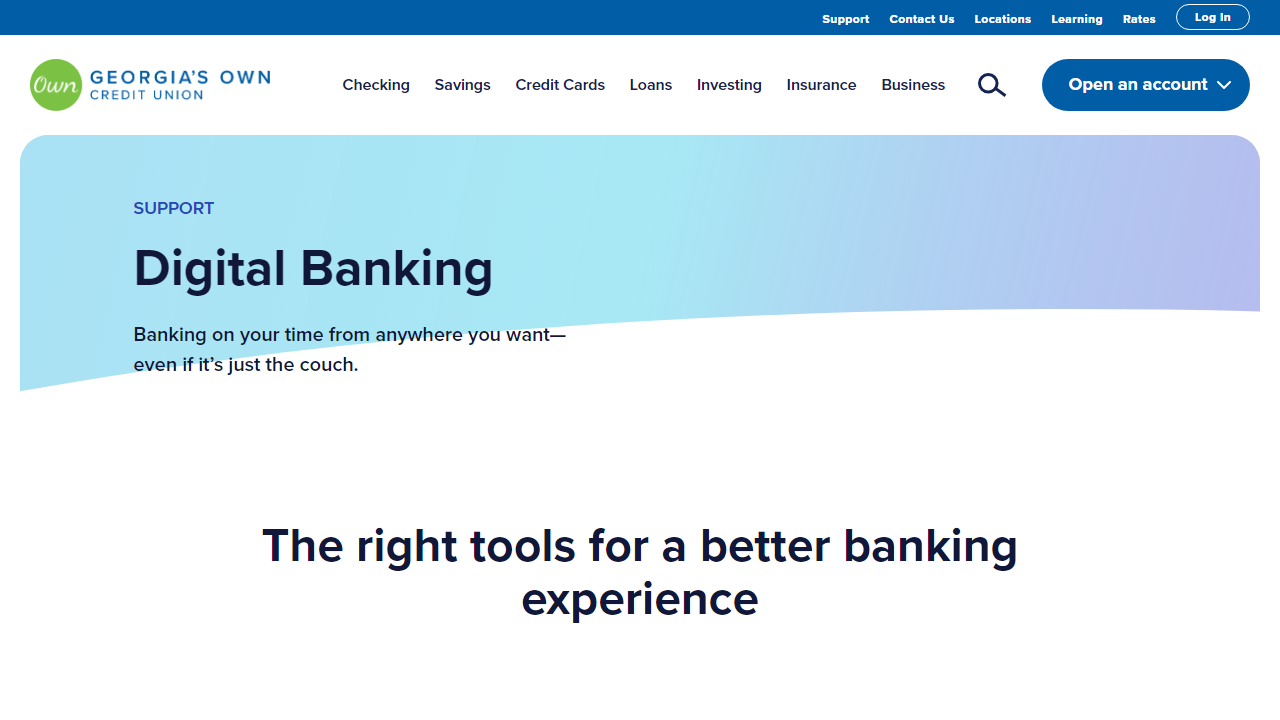 Support Contact Us Locations Learning Rates Log In
Own GEORGIA'S OWN
CREDIT UNION
Checking Savings Credit Cards Loans Investing Insurance Business Open an account
SUPPORT
Digital Banking
Banking on your time from anywhere you want—
even if it's just the couch.
The right tools for a better banking
experience